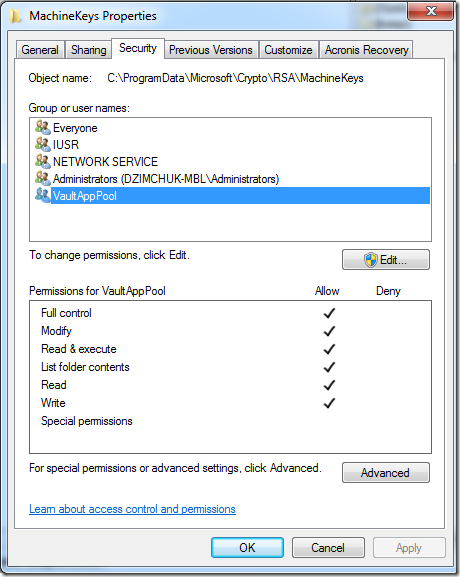 MachineKeys Properties
General Sharing Security Previous Versions Customize Acronis Recovery
Object name: C:\ProgramData\Microsoft\Crypto\RSA\MachineKeys
Group or user names:
Everyone
IUSR
NETWORK SERVICE
Administrators (DZIMCHUK-MBL\Administrators)
VaultAppPool
To change permissions, click Edit.
Edit...
Permissions for VaultAppPool Allow Deny
Full control
Modify
Read & execute
List folder contents
Read
Write
Special permissions
For special permissions or advanced settings, click Advanced.
Advanced
Learn about access control and permissions
OK Cancel Apply